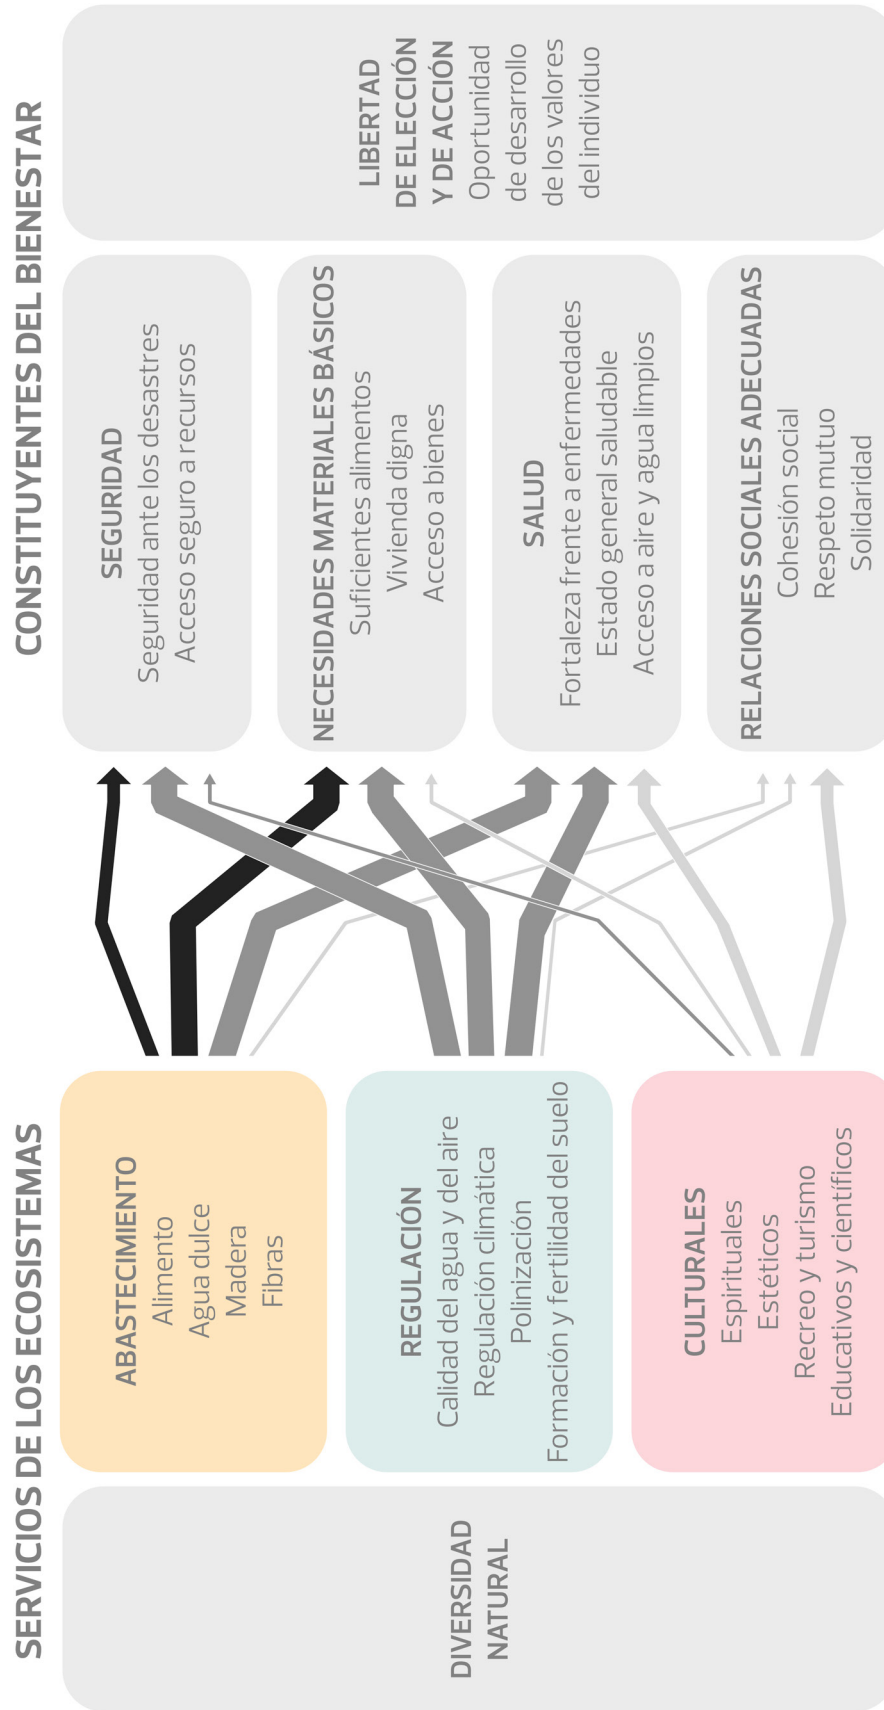 SERVICIOS DE LOS ECOSISTEMAS
CONSTITUYENTES DEL BIENESTAR
DIVERSIDAD
NATURAL
ABASTECIMIENTO
Alimento
Agua dulce
Madera
Fibras
REGULACIÓN
Calidad del agua y del aire
Regulación climática
Polinización
Formación y fertilidad del suelo
CULTURALES
Espirituales
Estéticos
Recreo y turismo
Educativos y científicos
SEGURIDAD
Seguridad ante los desastres
Acceso seguro a recursos
NECESIDADES MATERIALES BÁSICOS
Suficientes alimentos
Vivienda digna
Acceso a bienes
SALUD
Fortaleza frente a enfermedades
Estado general saludable
Acceso a aire y agua limpios
RELACIONES SOCIALES ADECUADAS
Cohesión social
Respeto mutuo
Solidaridad
LIBERTAD
DE ELECCIÓN
Y DE ACCIÓN
Oportunidad
de desarrollo
de los valores
del individuo